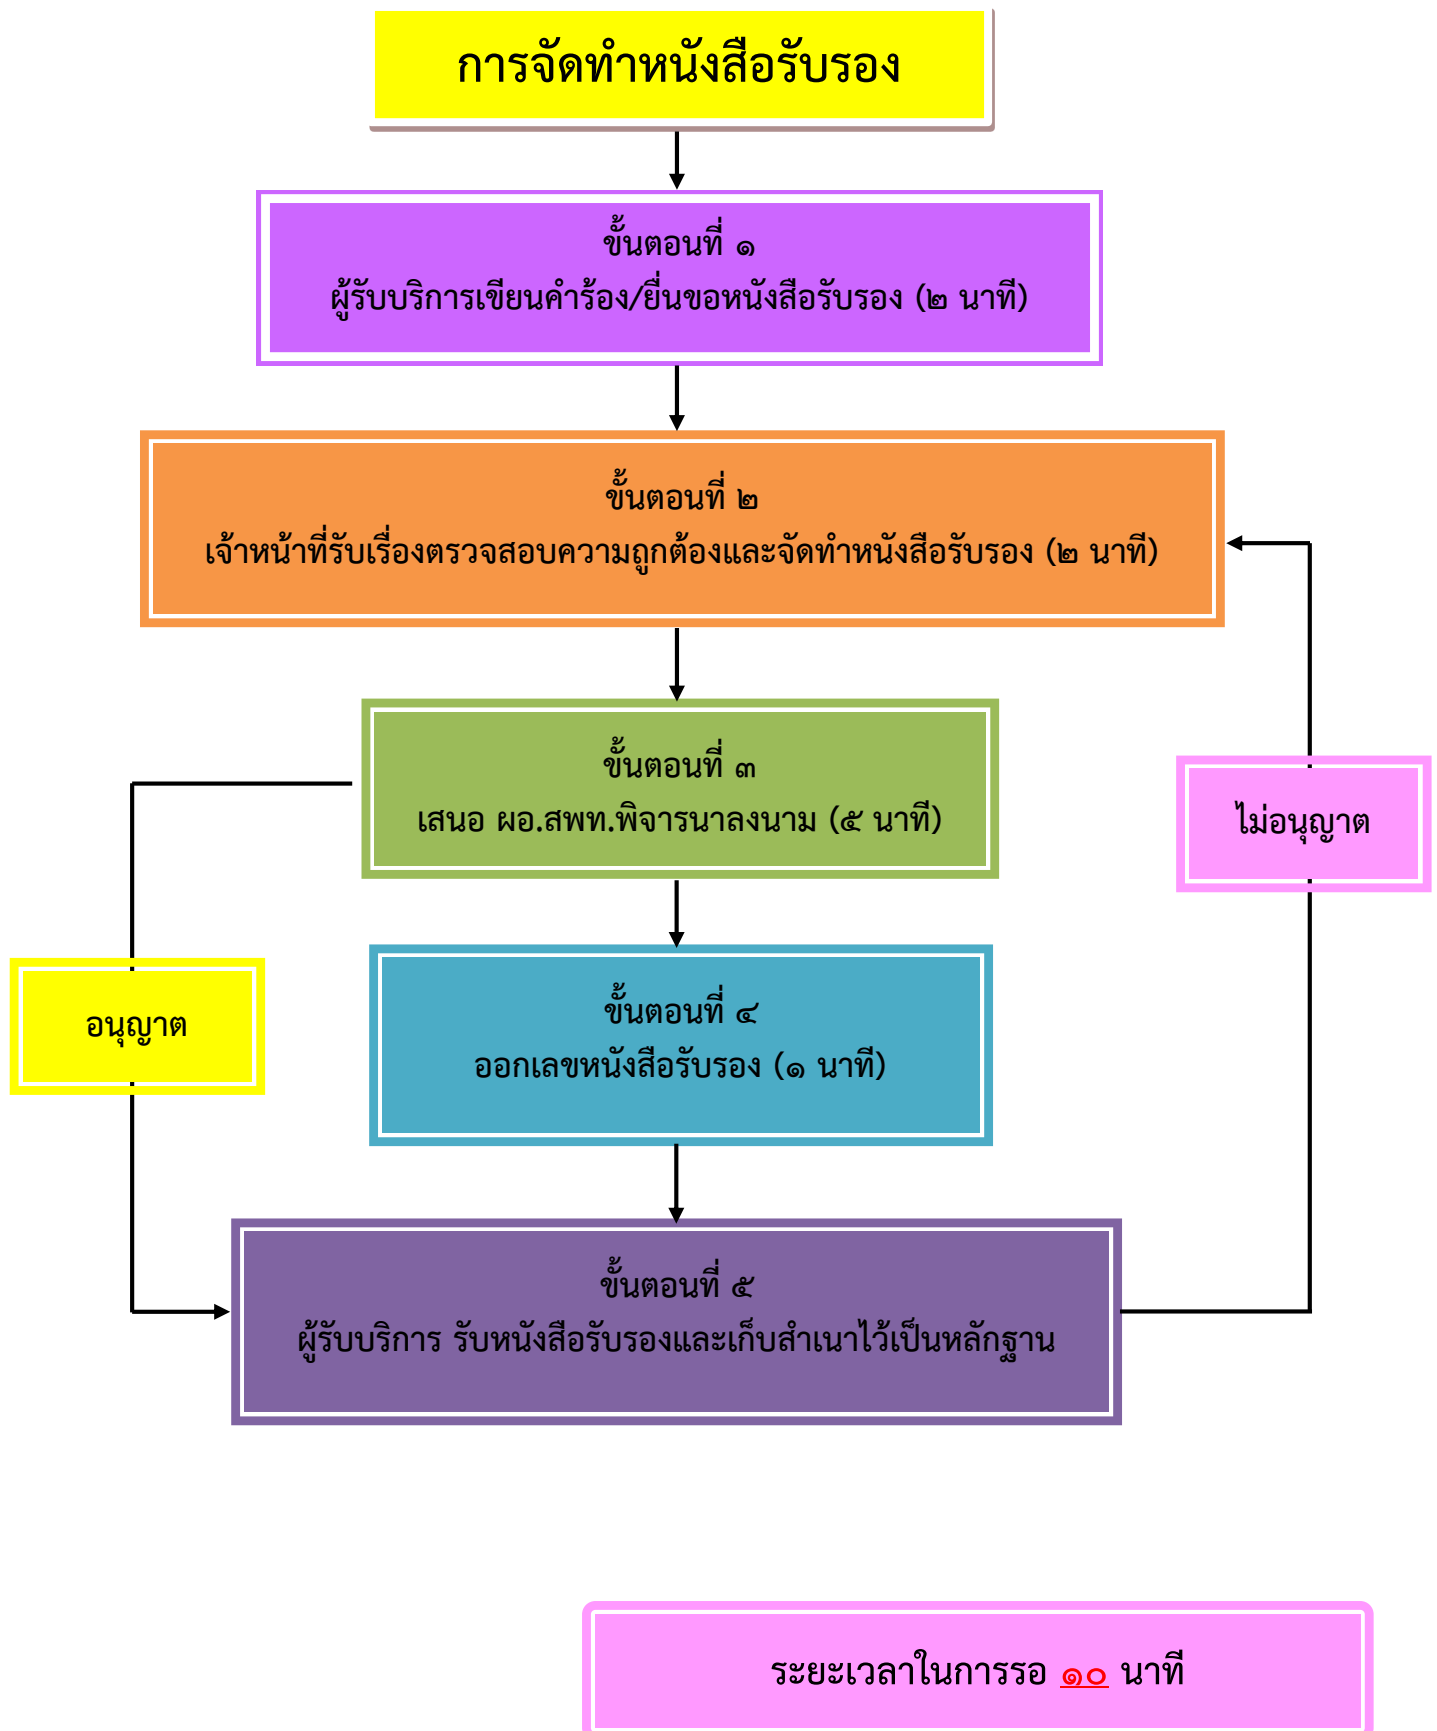 การจัดทำหนังสือรับรอง
ขั้นตอนที่ ๑
ผู้รับบริการเขียนคำร้อง/ยื่นขอหนังสือรับรอง (๒ นาที)
ขั้นตอนที่ ๒
เจ้าหน้าที่รับเรื่องตรวจสอบความถูกต้องและจัดทำหนังสือรับรอง (๒ นาที)
ขั้นตอนที่ ๓
เสนอ ผอ.สพท.พิจารนาลงนาม (๕ นาที)
ไม่อนุญาต
ขั้นตอนที่ ๔
ออกเลขหนังสือรับรอง (๑ นาที)
อนุญาต
ขั้นตอนที่ ๕
ผู้รับบริการ รับหนังสือรับรองและเก็บสำเนาไว้เป็นหลักฐาน
ระยะเวลาในการรอ ๑๐ นาที